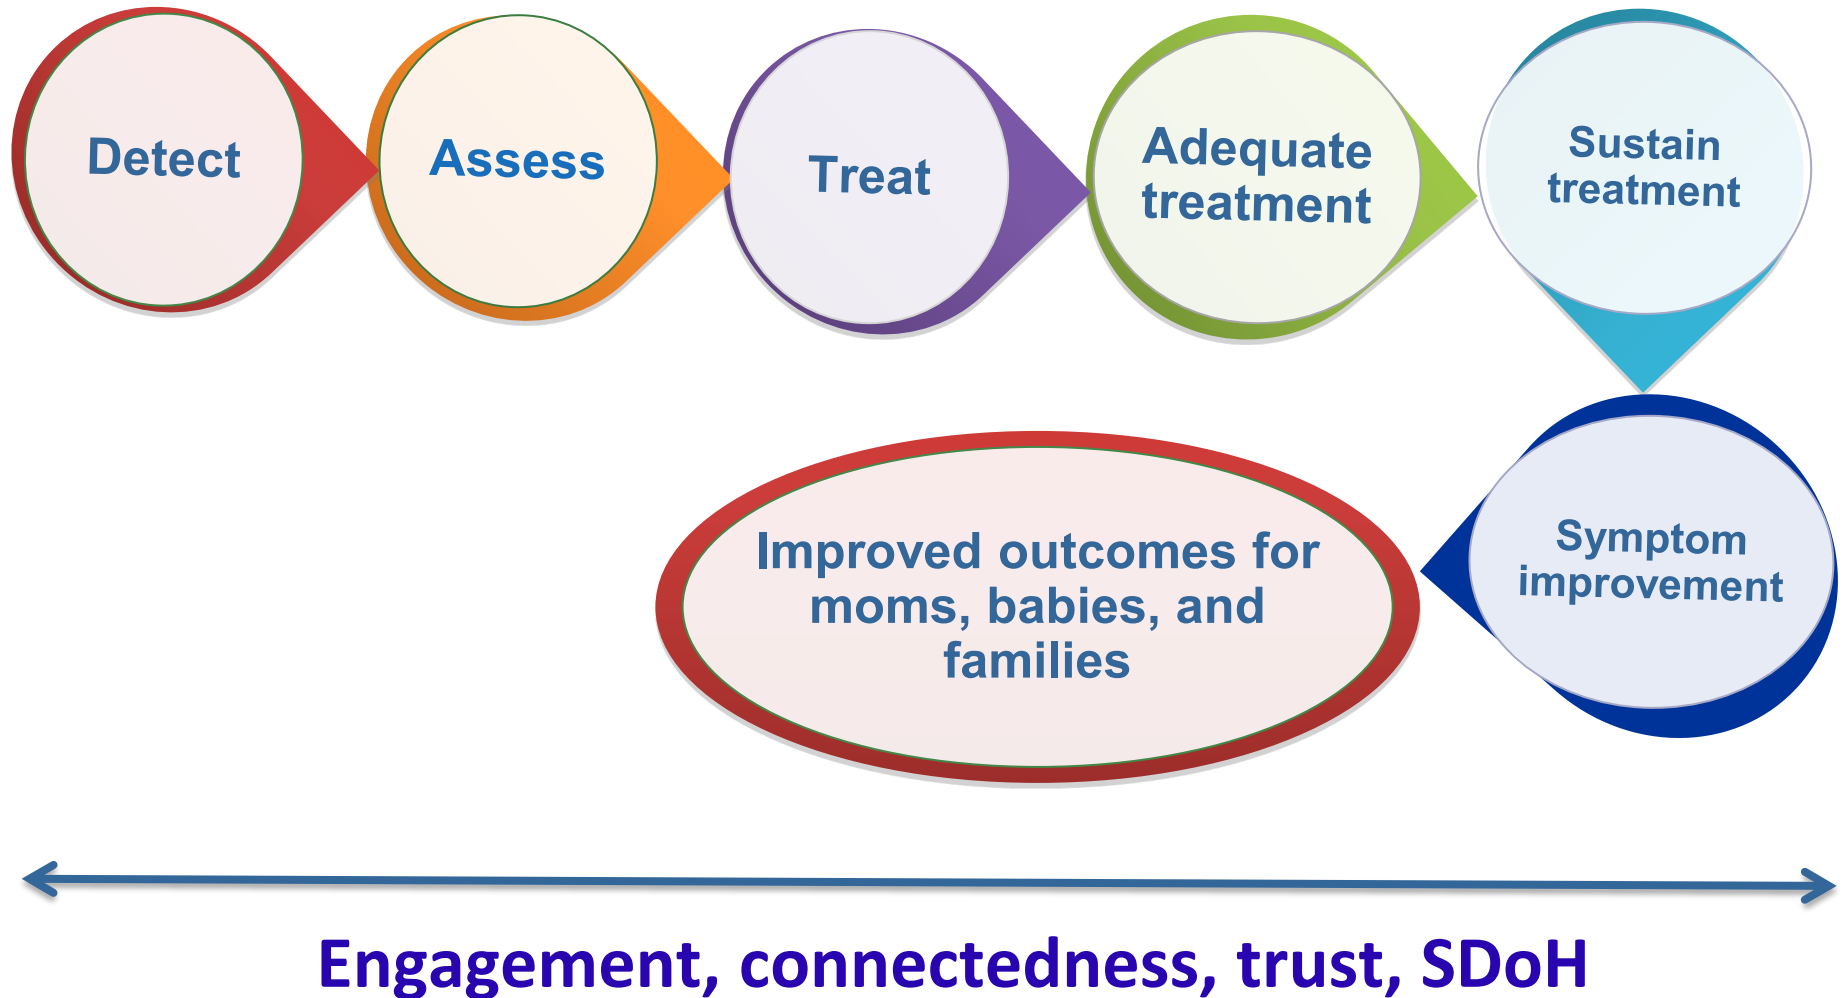 Detect
Assess
Treat
Adequate
treatment
Sustain
treatment
Symptom
improvement
Improved outcomes for
moms, babies, and
families
Engagement, connectedness, trust, SDoH